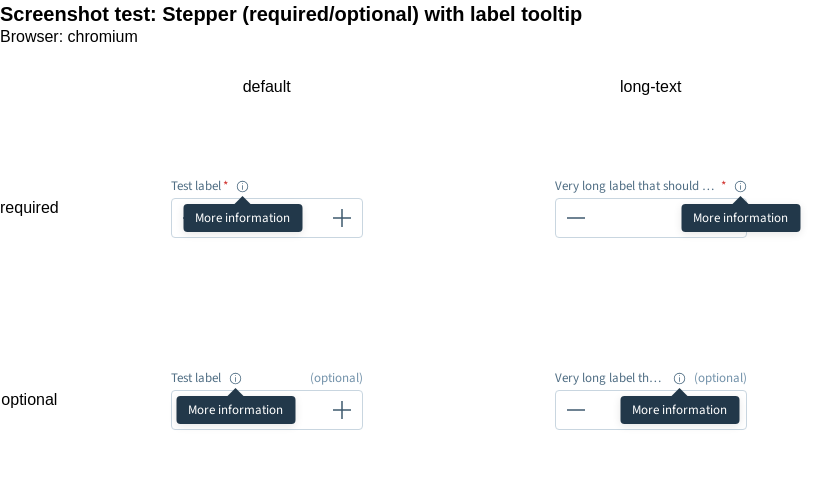 Screenshot test: Stepper (required/optional) with label tooltip
Browser: chromium
default
long-text
required
Test label *
More information
Very long label that should … *
More information
optional
Test label
(optional)
More information
Very long label th…
(optional)
More information